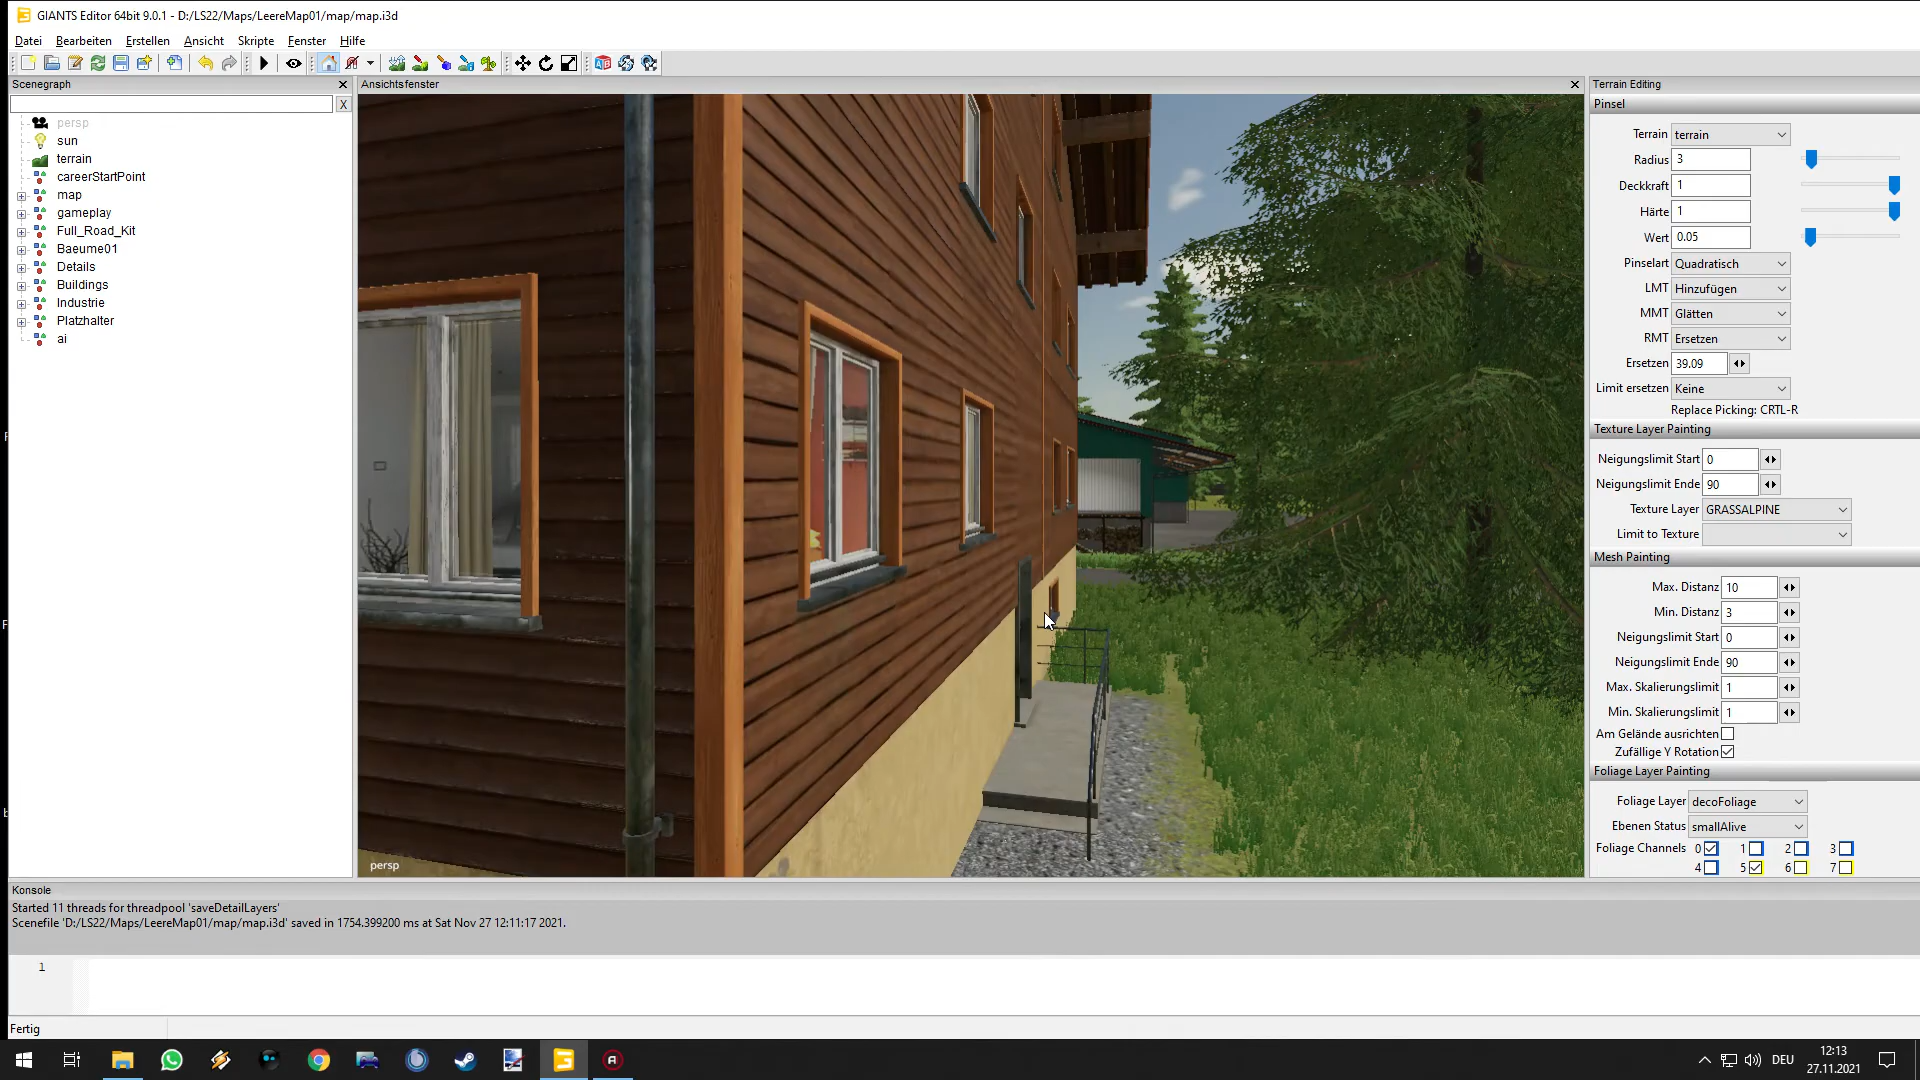 GIANTS Editor 64bit 9.0.1 - D:/LS22/Maps/LeereMap01/map/map.i3d
Datei Bearbeiten Erstellen Ansicht Skripte Fenster Hilfe
Scenegraph
X
persp
sun
terrain
careerStartPoint
map
gameplay
Full_Road_Kit
Baeume01
Details
Buildings
Industrie
Platzhalter
ai
Ansichtsfenster
persp
Terrain Editing
Pinsel
Terrain terrain
Radius 3
Deckkraft 1
Härte 1
Wert 0.05
Pinselart Quadratisch
LMT Hinzufügen
MMT Glätten
RMT Ersetzen
Ersetzen 39.09
Limit ersetzen Keine
Replace Picking: CRTL-R
Texture Layer Painting
Neigungslimit Start 0
Neigungslimit Ende 90
Texture Layer GRASSALPINE
Limit to Texture
Mesh Painting
Max. Distanz 10
Min. Distanz 3
Neigungslimit Start 0
Neigungslimit Ende 90
Max. Skalierungslimit 1
Min. Skalierungslimit 1
Am Gelände ausrichten
Zufällige Y Rotation
Foliage Layer Painting
Foliage Layer decoFoliage
Ebenen Status smallAlive
Foliage Channels 0 1 2 3
4 5 6 7
Konsole
Started 11 threads for threadpool 'saveDetailLayers'
Scenefile 'D:/LS22/Maps/LeereMap01/map/map.i3d' saved in 1754.399200 ms at Sat Nov 27 12:11:17 2021.
1
Fertig
DEU
12:13
27.11.2021